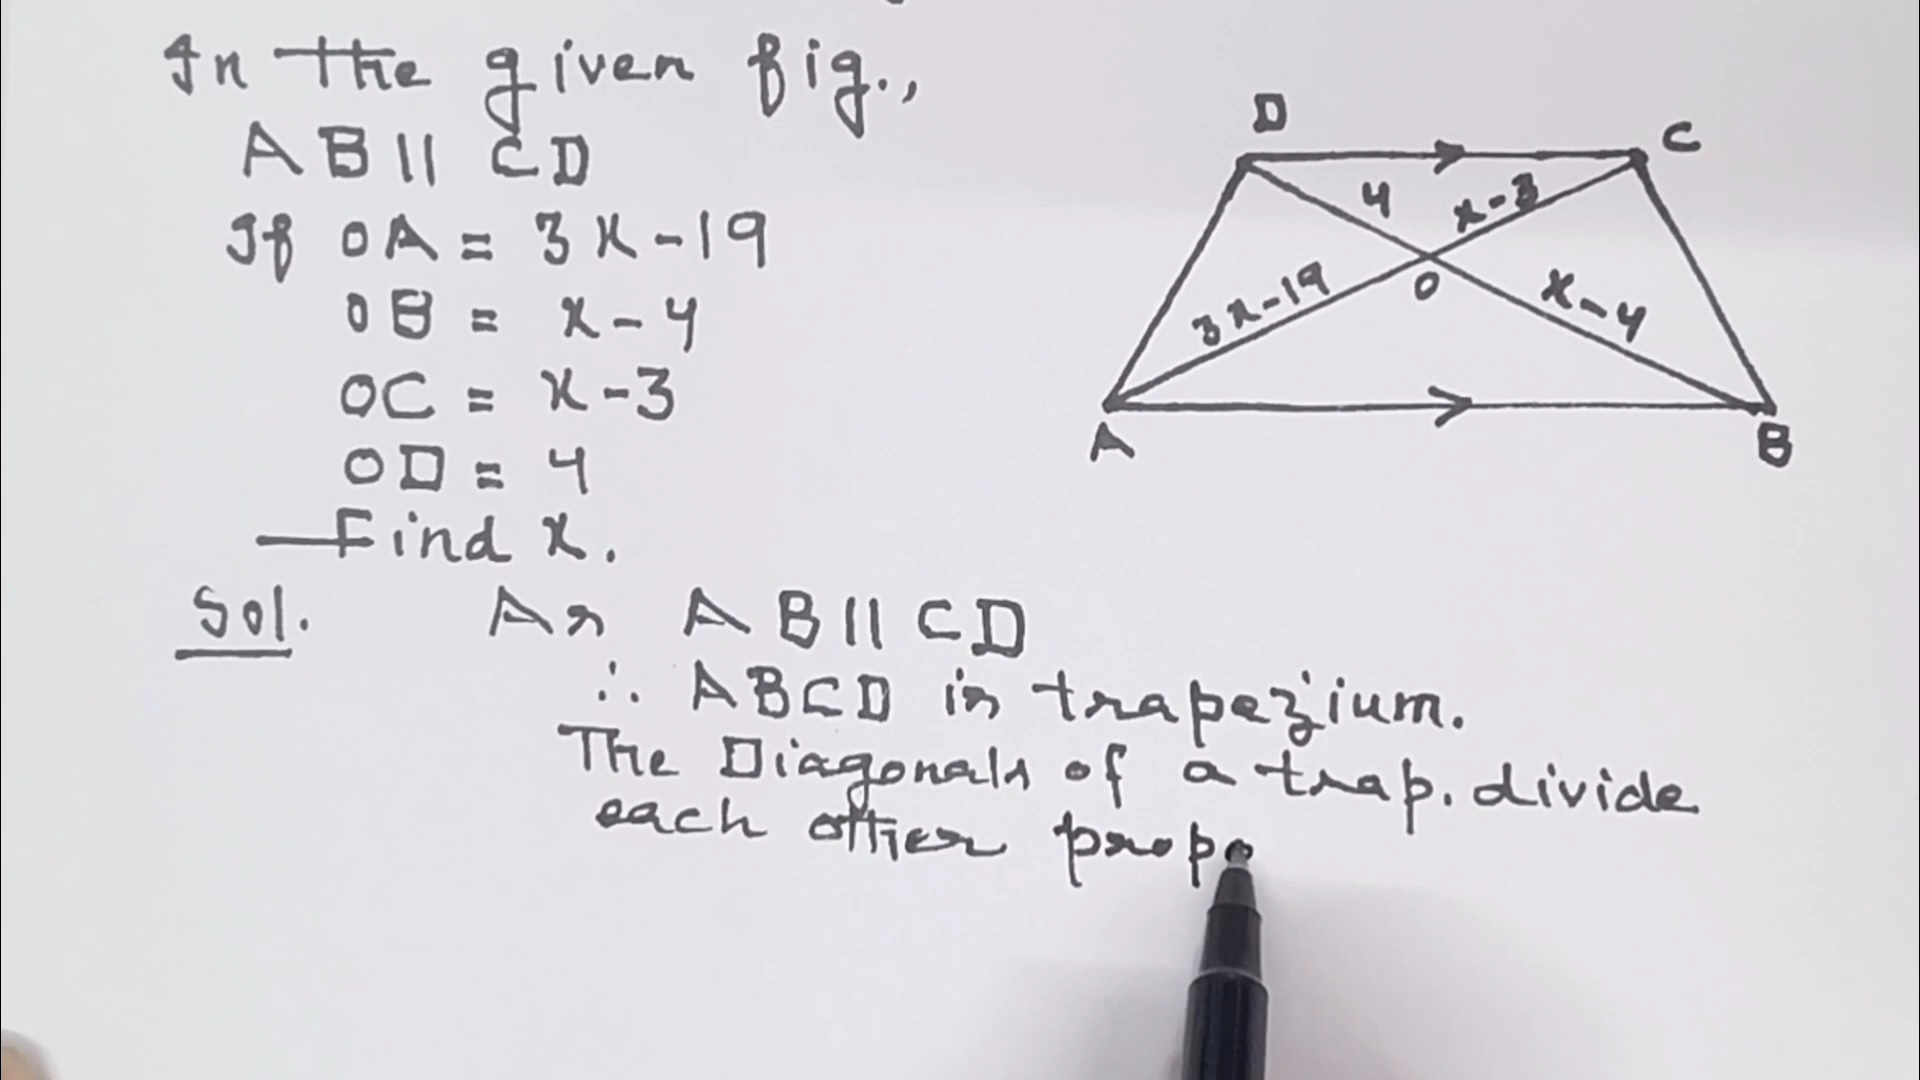 In the given fig.,
AB || CD
If OA = 3x-19
OB = x-4
OC = x-3
OD = 4
Find x.
D
C
4
x-3
3x-19
O
x-4
A
B
Sol. As AB || CD
∴ ABCD is trapezium.
The Diagonals of a trap. divide
each other propo